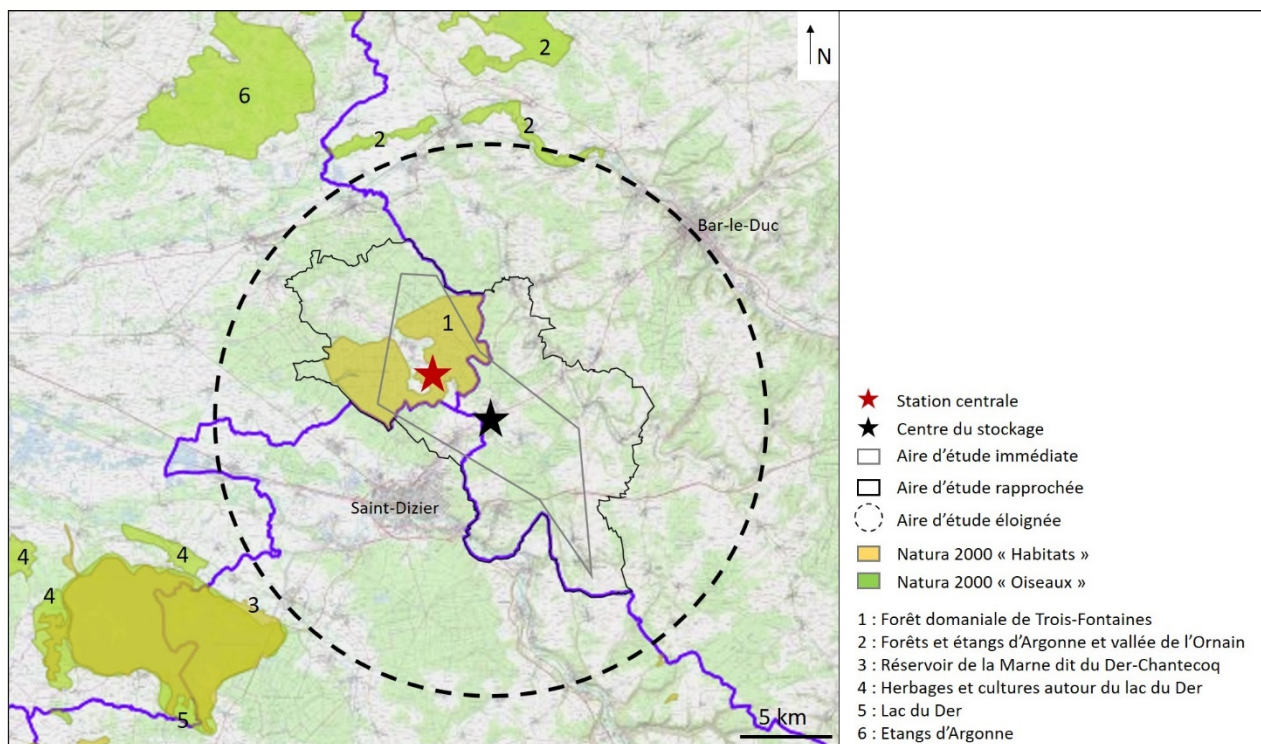 N
2
6
2
2
Bar-le-Duc
1
Saint-Dizier
4
4
4
3
5
5 km
Station centrale
Centre du stockage
Aire d'étude immédiate
Aire d'étude rapprochée
Aire d'étude éloignée
Natura 2000 « Habitats »
Natura 2000 « Oiseaux »
1 : Forêt domaniale de Trois-Fontaines
2 : Forêts et étangs d'Argonne et vallée de l'Ornain
3 : Réservoir de la Marne dit du Der-Chantecoq
4 : Herbages et cultures autour du lac du Der
5 : Lac du Der
6 : Etangs d'Argonne